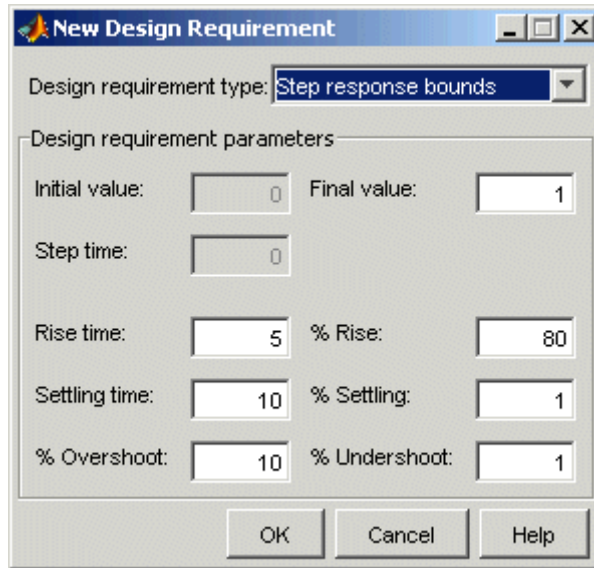 New Design Requirement
Design requirement type: Step response bounds
Design requirement parameters
Initial value: 0 Final value: 1
Step time: 0
Rise time: 5 % Rise: 80
Settling time: 10 % Settling: 1
% Overshoot: 10 % Undershoot: 1
OK Cancel Help